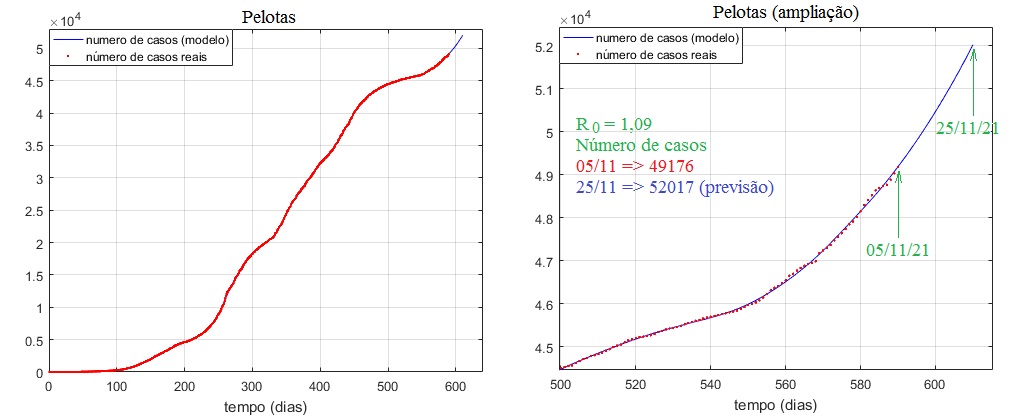 Pelotas
×10⁴
numero de casos (modelo)
número de casos reais
5
4.5
4
3.5
3
2.5
2
1.5
1
0.5
0
0 100 200 300 400 500 600
tempo (dias)
Pelotas (ampliação)
×10⁴
numero de casos (modelo)
número de casos reais
5.2
5.1
5
4.9
4.8
4.7
4.6
4.5
R0 = 1,09
Número de casos
05/11 => 49176
25/11 => 52017 (previsão)
25/11/21
05/11/21
500 520 540 560 580 600
tempo (dias)